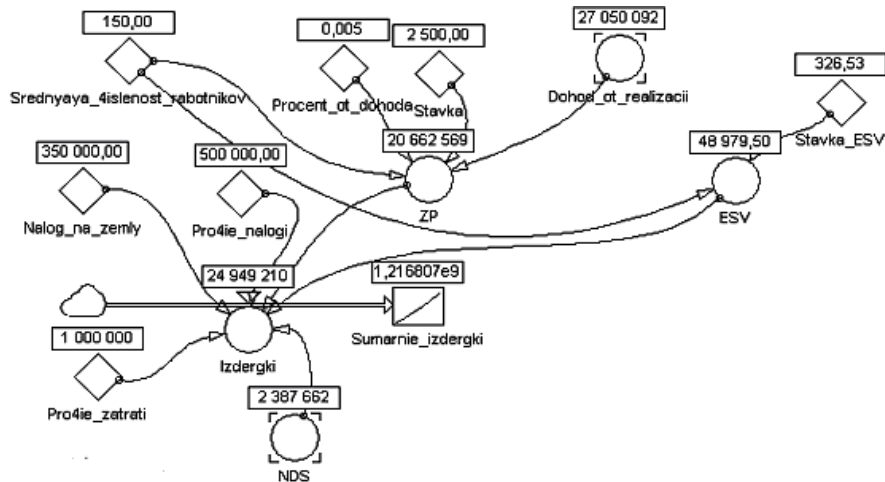 150,00
Srednyaya_4islenost_rabotnikov
0,005
Procent_ot_dohoda
2 500,00
Stavka
27 050 092
Dohod_ot_realizacii
326,53
Stavka_ESV
20 662 569
ZP
48 979,50
ESV
350 000,00
Nalog_na_zemly
500 000,00
Pro4ie_nalogi
24 949 210
Izdergki
1,216807e9
Sumarnie_izdergki
1 000 000
Pro4ie_zatrati
2 387 662
NDS